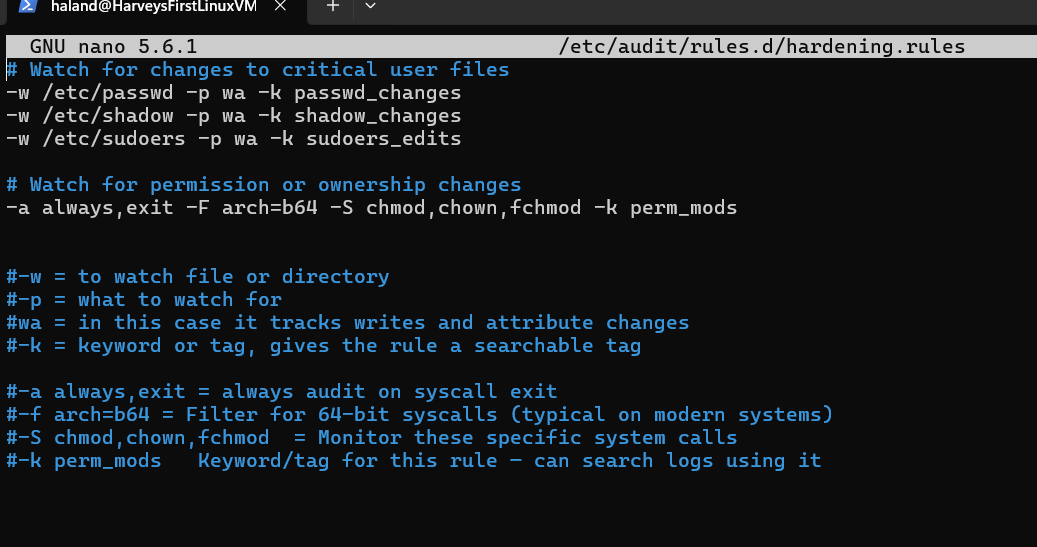 haland@HarveysFirstLinuxVM
GNU nano 5.6.1 /etc/audit/rules.d/hardening.rules
# Watch for changes to critical user files
-w /etc/passwd -p wa -k passwd_changes
-w /etc/shadow -p wa -k shadow_changes
-w /etc/sudoers -p wa -k sudoers_edits
# Watch for permission or ownership changes
-a always,exit -F arch=b64 -S chmod,chown,fchmod -k perm_mods
#-w = to watch file or directory
#-p = what to watch for
#wa = in this case it tracks writes and attribute changes
#-k = keyword or tag, gives the rule a searchable tag
#-a always,exit = always audit on syscall exit
#-f arch=b64 = Filter for 64-bit syscalls (typical on modern systems)
#-S chmod,chown,fchmod  = Monitor these specific system calls
#-k perm_mods   Keyword/tag for this rule — can search logs using it